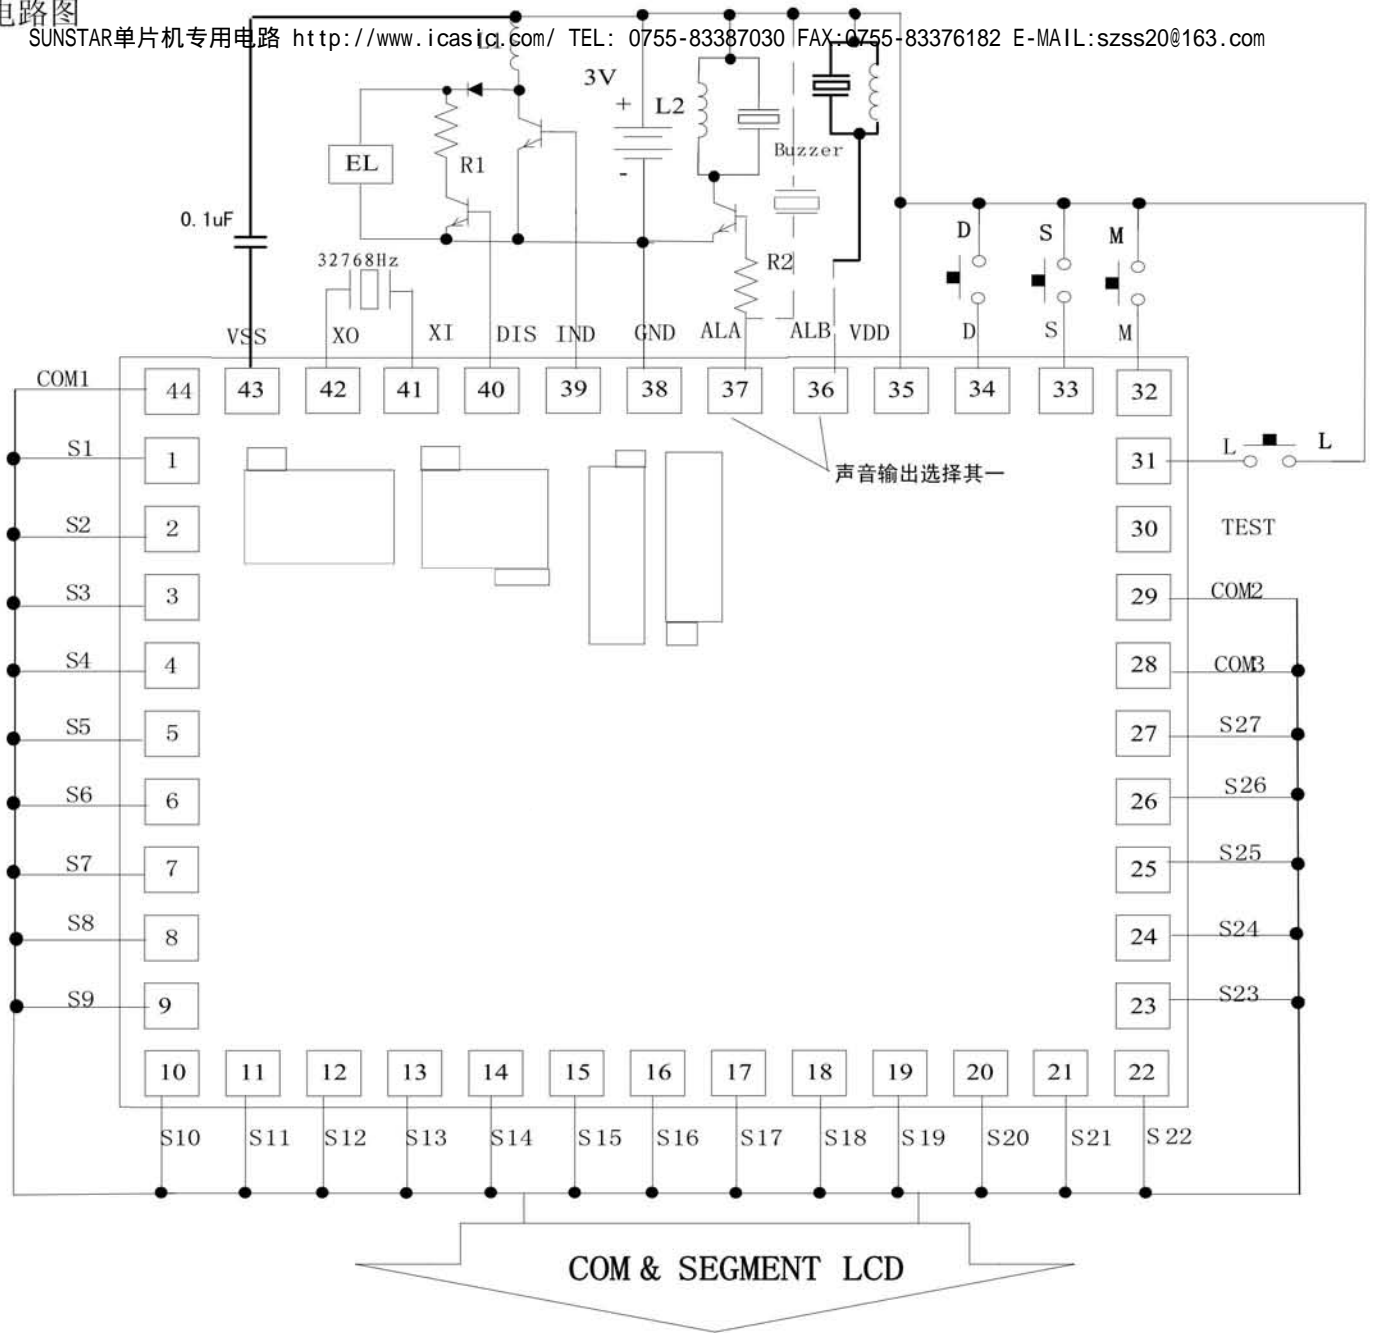 电路图
SUNSTAR单片机专用电路 http://www.icasic.com/ TEL: 0755-83387030 FAX:0755-83376182 E-MAIL:szss20@163.com
L1
3V
+
L2
-
Buzzer
EL
R1
0.1uF
32768Hz
R2
D
S
M
VSS
XO
XI
DIS
IND
GND
ALA
ALB
VDD
D
S
M
COM1
44
43
42
41
40
39
38
37
36
35
34
33
32
S1
1
31
L
L
声音输出选择其一
S2
2
30
TEST
S3
3
29
COM2
S4
4
28
COM3
S5
5
27
S27
S6
6
26
S26
S7
7
25
S25
S8
8
24
S24
S9
9
23
S23
10
11
12
13
14
15
16
17
18
19
20
21
22
S10
S11
S12
S13
S14
S15
S16
S17
S18
S19
S20
S21
S22
COM & SEGMENT LCD